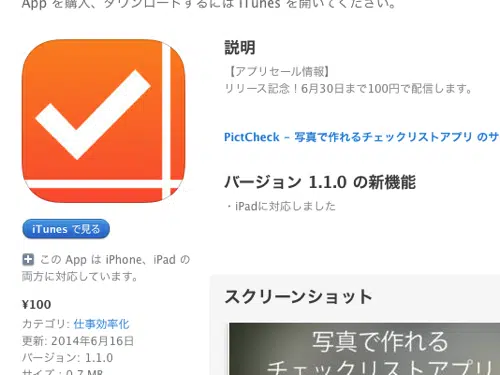 App を購入、ダウンロードするには iTunes を開いてください。
説明
【アプリセール情報】
リリース記念！6月30日まで100円で配信します。
PictCheck – 写真で作れるチェックリストアプリ のサ
バージョン 1.1.0 の新機能
・iPadに対応しました
iTunes で見る
この App は iPhone、iPad の
両方に対応しています。
¥100
カテゴリ: 仕事効率化
更新: 2014年6月16日
バージョン: 1.1.0
サイズ : 0.7 MB
スクリーンショット
写真で作れる
チェックリストアプリ